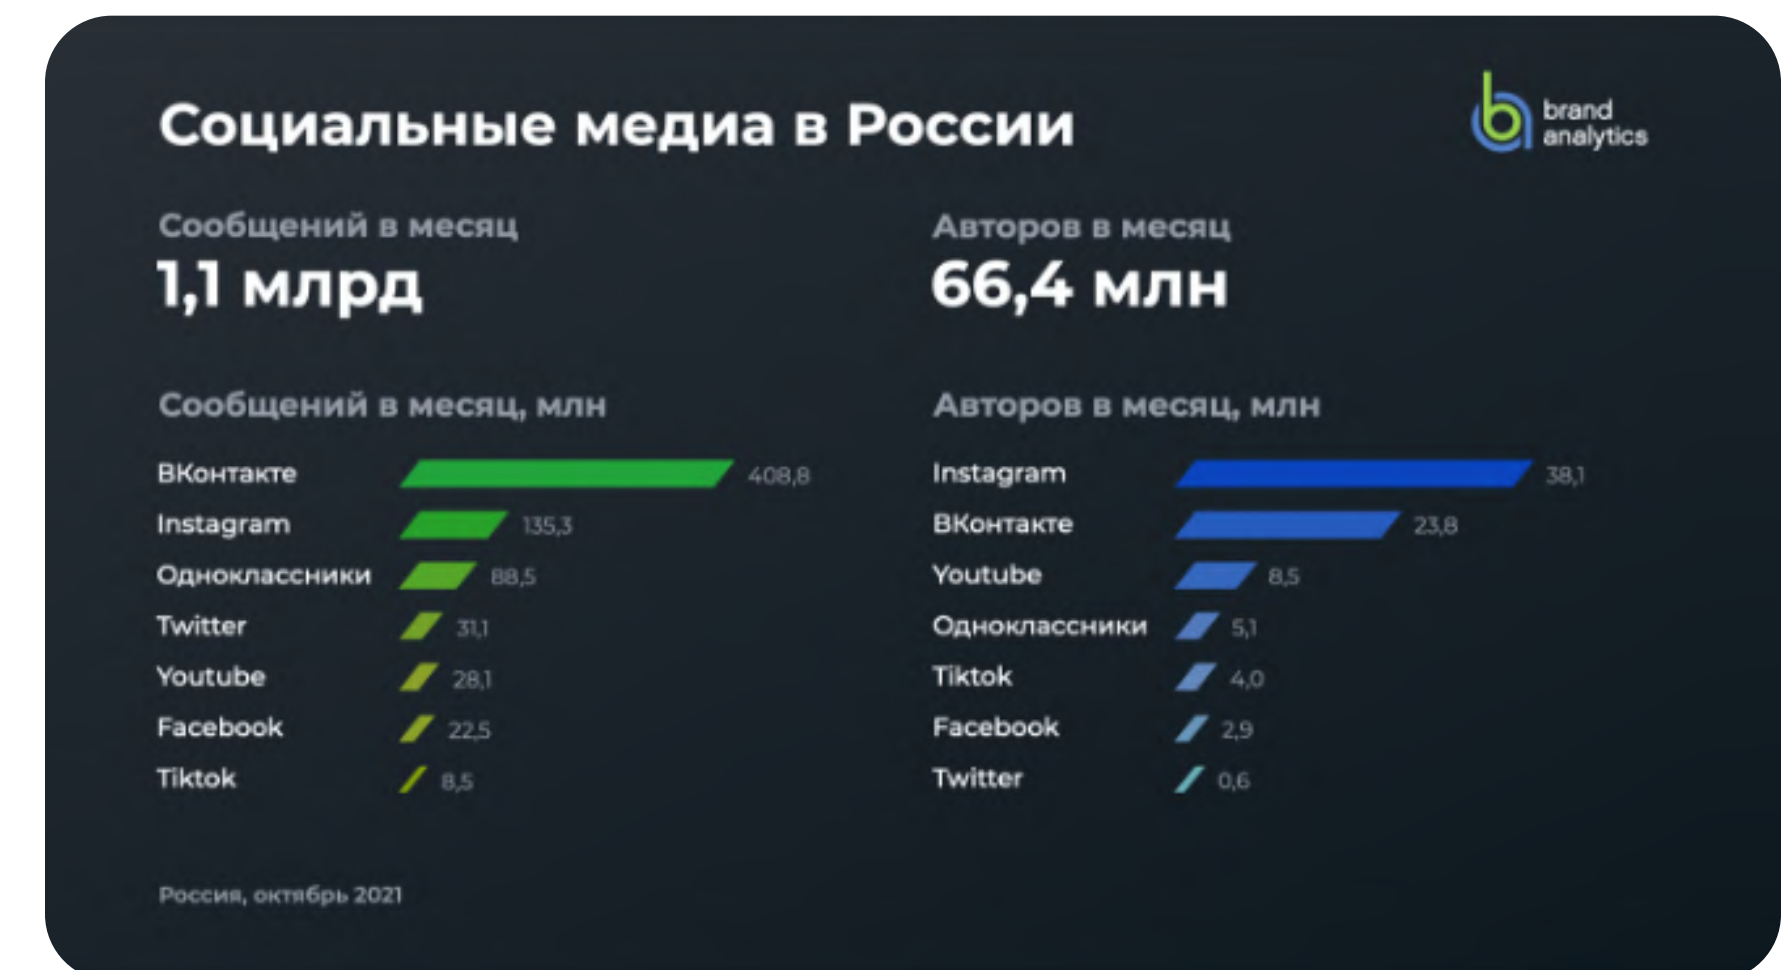 Социальные медиа в России
brand
analytics
Сообщений в месяц
1,1 млрд
Авторов в месяц
66,4 млн
Сообщений в месяц, млн
ВКонтакте 408,8
Instagram 135,3
Одноклассники 88,5
Twitter 31,1
Youtube 28,1
Facebook 22,5
Tiktok 8,5
Авторов в месяц, млн
Instagram 38,1
ВКонтакте 23,8
Youtube 8,5
Одноклассники 5,1
Tiktok 4,0
Facebook 2,9
Twitter 0,6
Россия, октябрь 2021